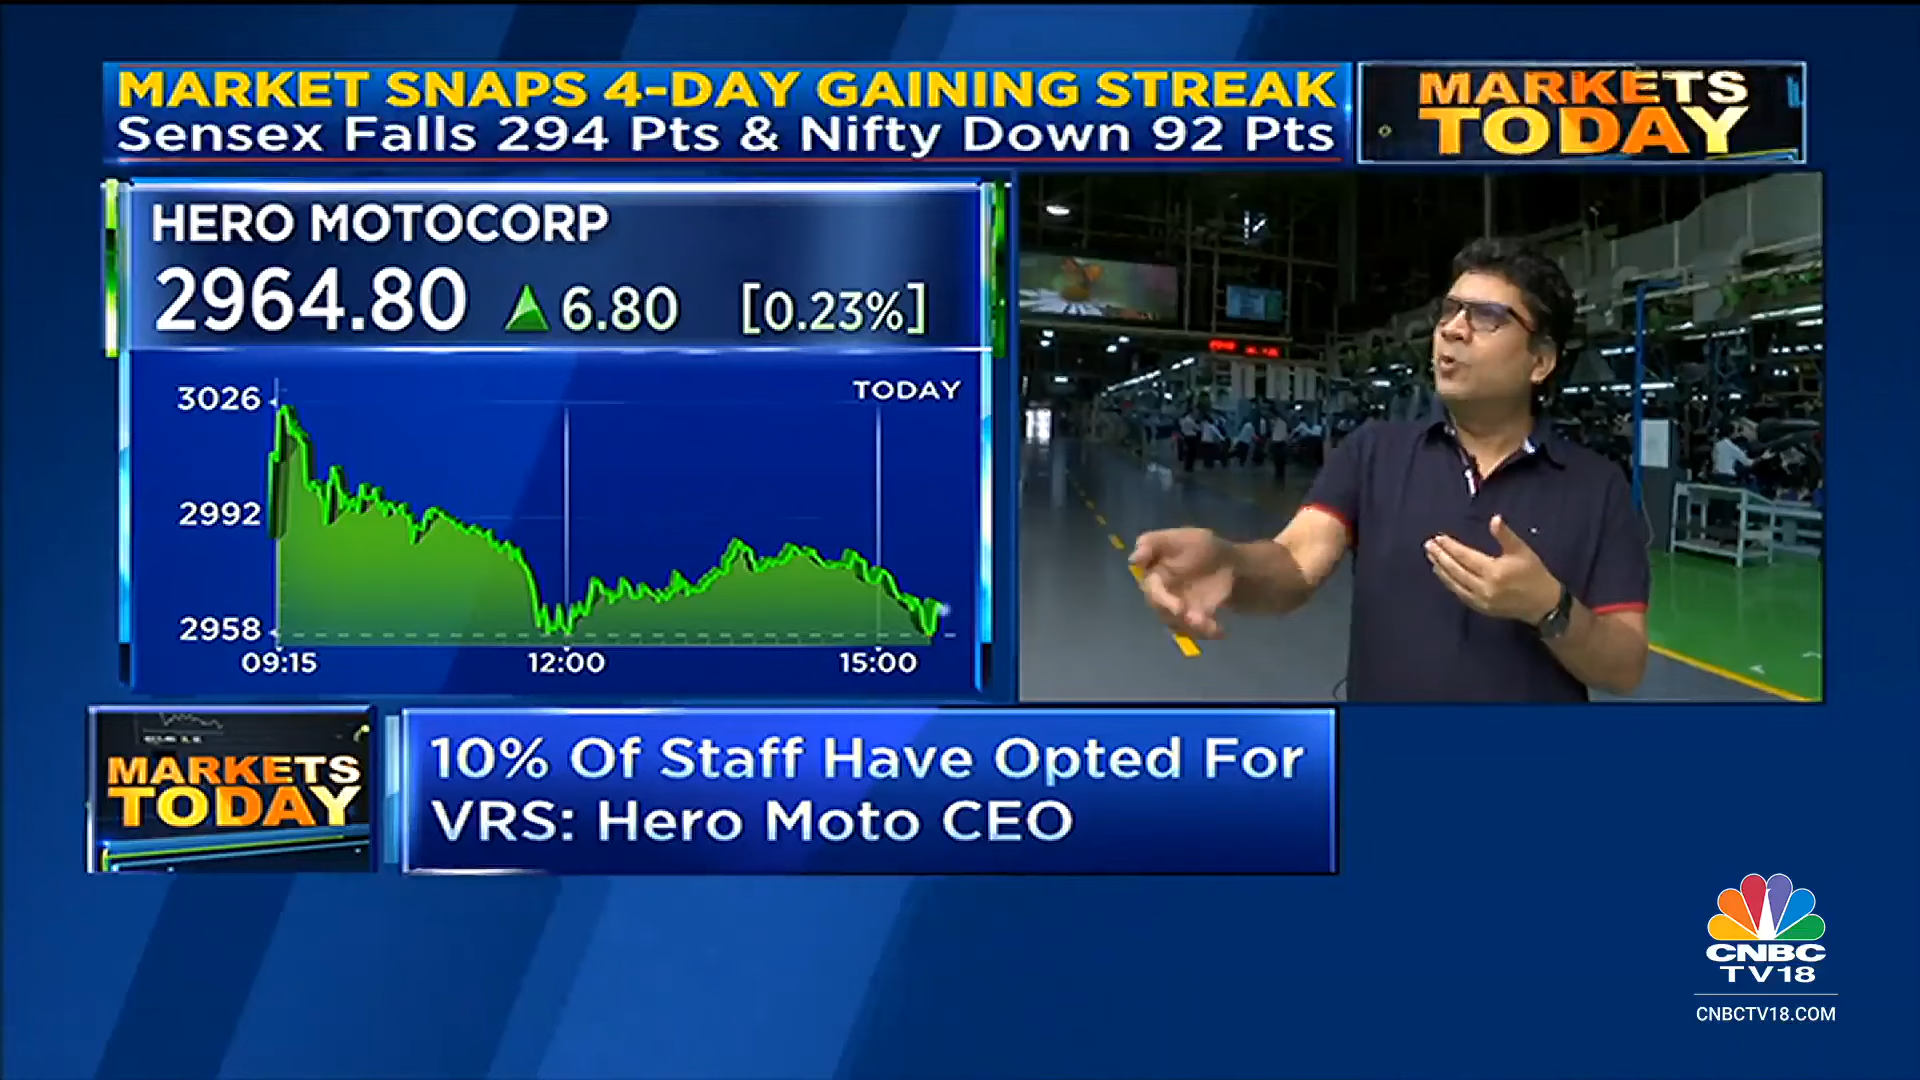 MARKET SNAPS 4-DAY GAINING STREAK
Sensex Falls 294 Pts & Nifty Down 92 Pts
MARKETS
TODAY
HERO MOTOCORP
2964.80 ▲ 6.80 [0.23%]
TODAY
3026
2992
2958
09:15 12:00 15:00
MARKETS
TODAY
10% Of Staff Have Opted For
VRS: Hero Moto CEO
CNBC
TV18
CNBCTV18.COM